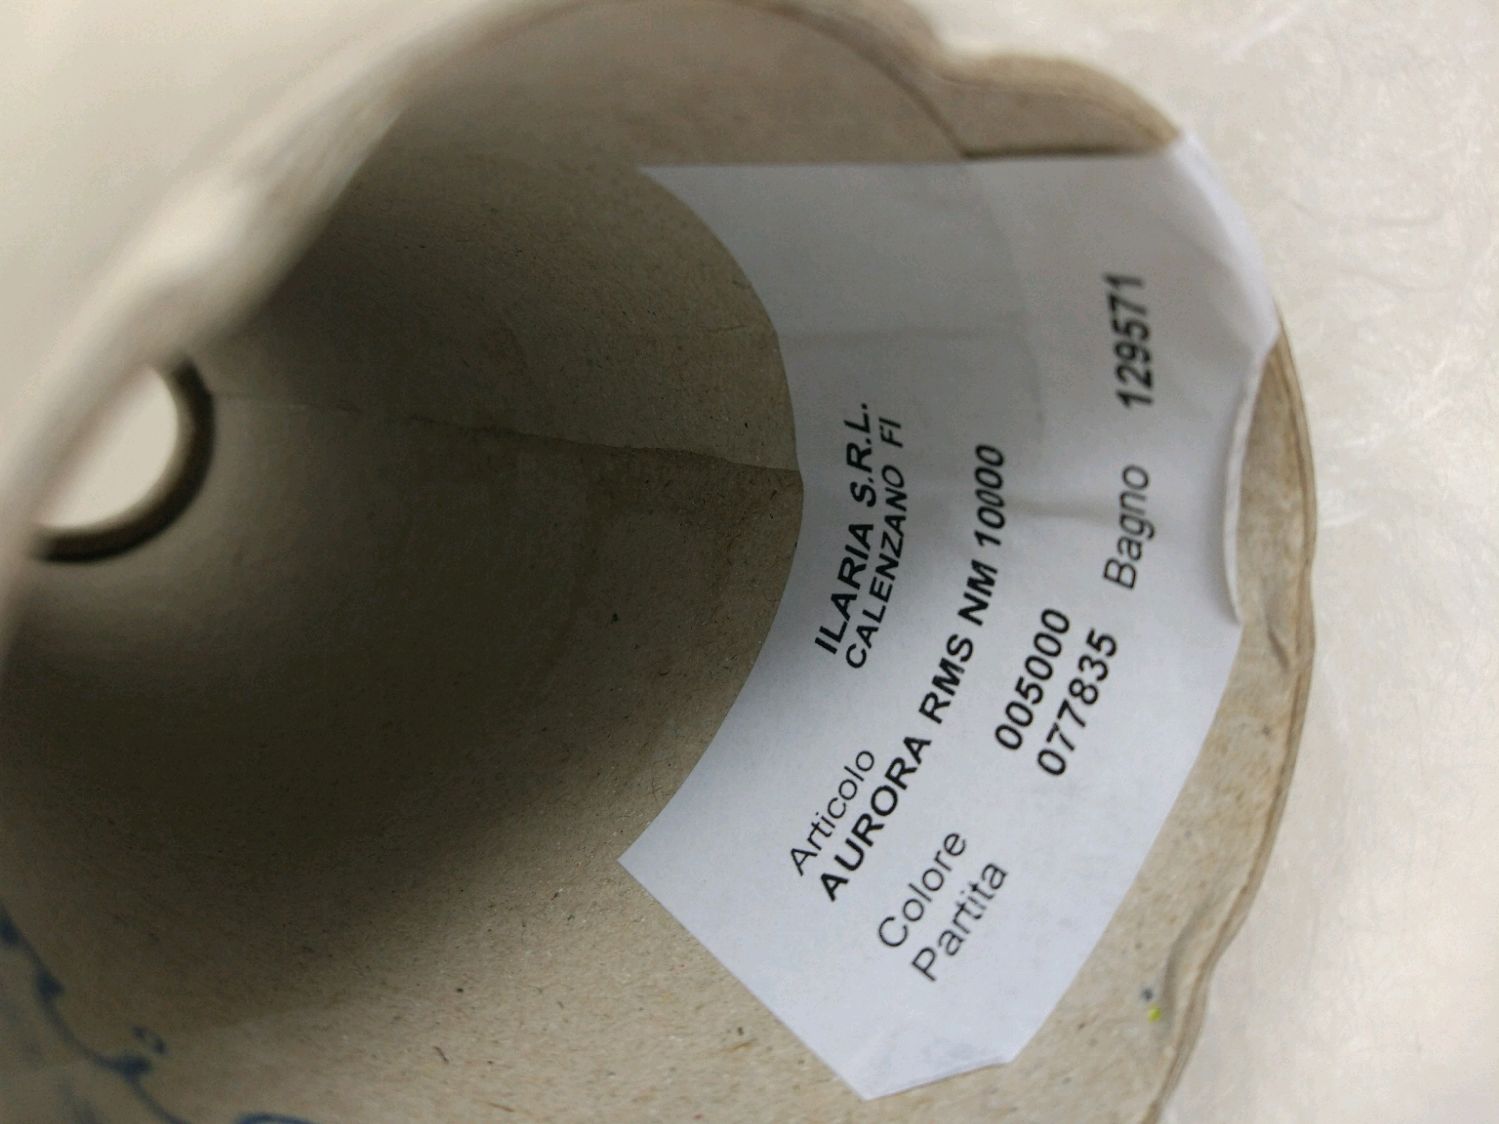 ILARIA S.R.L.
CALENZANO FI
Articolo
AURORA RMS NM 10000
Colore 005000
Partita 077835 Bagno 129571